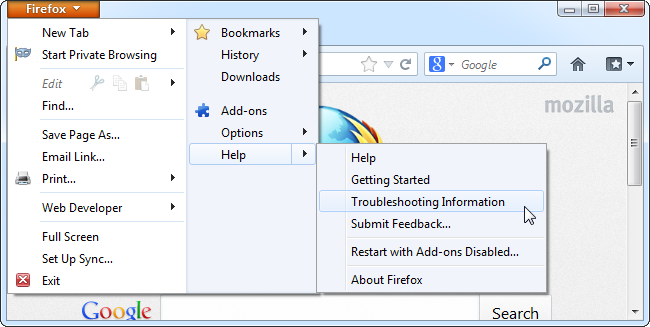 Firefox
New Tab
Start Private Browsing
Edit
Find...
Save Page As...
Email Link...
Print...
Web Developer
Full Screen
Set Up Sync...
Exit
Bookmarks
History
Downloads
Add-ons
Options
Help
Help
Getting Started
Troubleshooting Information
Submit Feedback...
Restart with Add-ons Disabled...
About Firefox
8
Google
mozilla
Google
Search